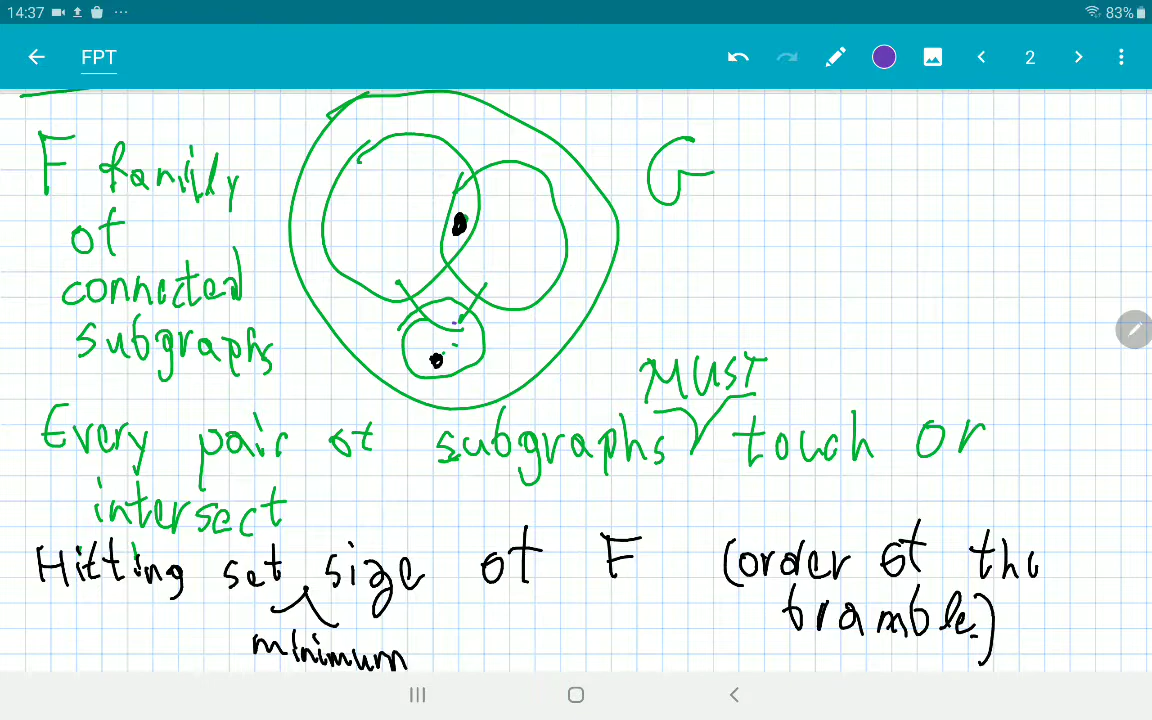 14:37 83%
FPT 2
F family
of
connected
subgraphs
G
MUST
Every pair of subgraphs touch or
intersect
Hitting set size of F (order of the
bramble)
minimum